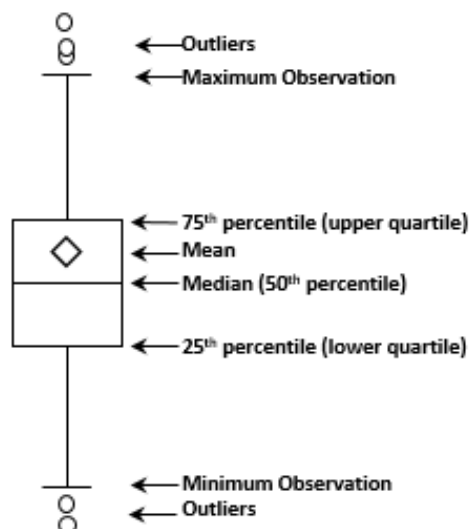 Outliers
Maximum Observation
75th percentile (upper quartile)
Mean
Median (50th percentile)
25th percentile (lower quartile)
Minimum Observation
Outliers